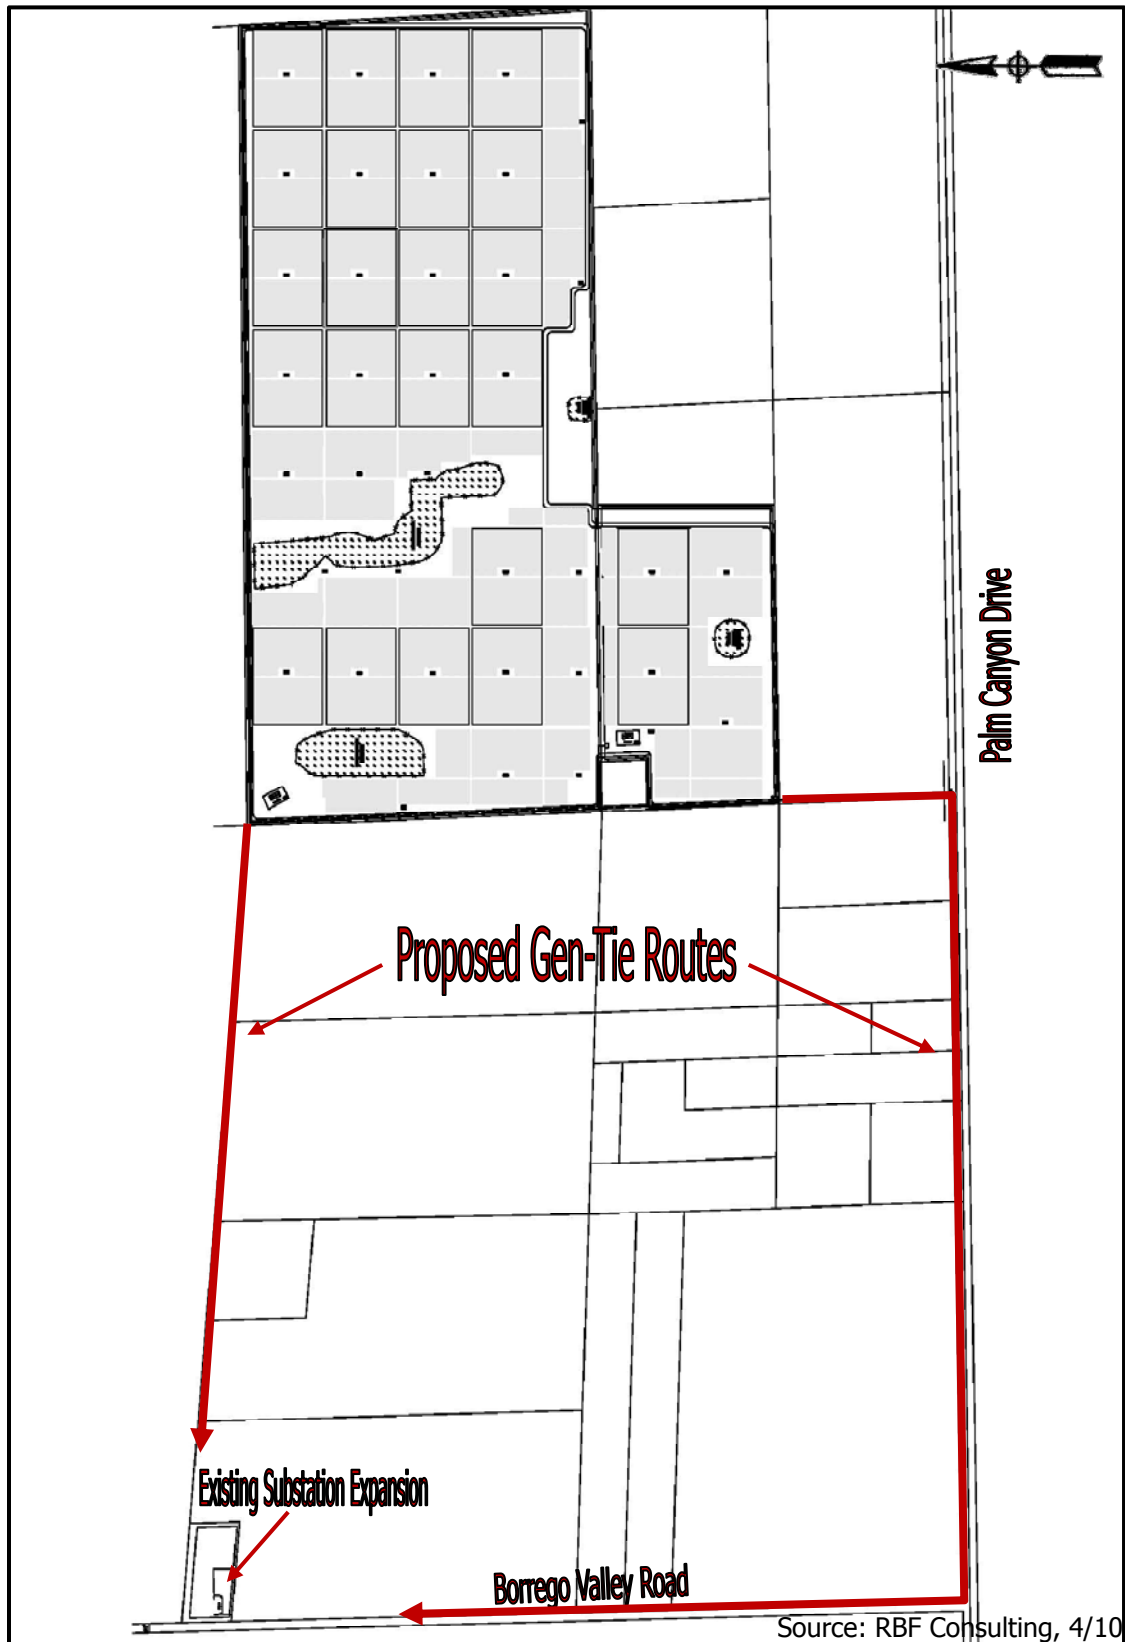 Palm Canyon Drive
Proposed Gen-Tie Routes
Existing Substation Expansion
Borrego Valley Road
Source: RBF Consulting, 4/10